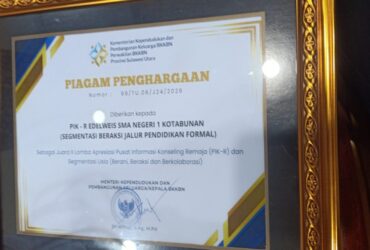 Kementerian Kependudukan dan
Pembangunan Keluarga/BKKBN
Perwakilan BKKBN
Provinsi Sulawesi Utara
PIAGAM PENGHARGAAN
Nomor :
Diberikan kepada
PIK - R EDELWEIS SMA NEGERI 1 KOTABUNAN
(SEGMENTASI BERAKSI JALUR PENDIDIKAN FORMAL)
Sebagai Juara II Lomba Apresiasi Pusat Informasi Konseling Remaja (PIK-R) dan
Segmentasi Usia (Berani, Beraksi dan Berkolaborasi)
MENTERI KEPENDUDUKAN DAN
PEMBANGUNAN KELUARGA/KEPALA BKKBN